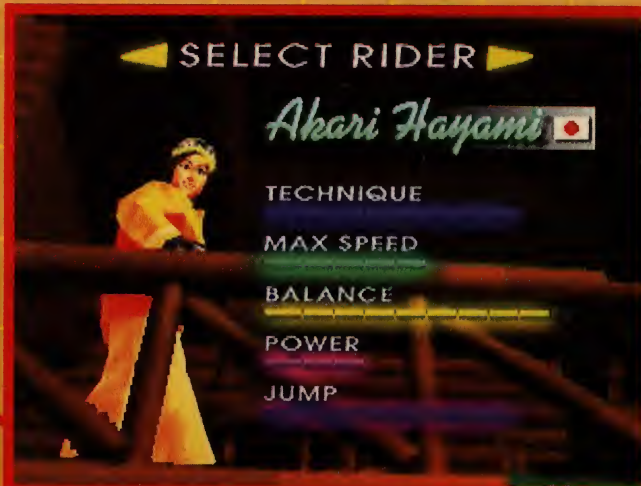 SELECT RIDER
Akari Hayami
TECHNIQUE
MAX SPEED
BALANCE
POWER
JUMP